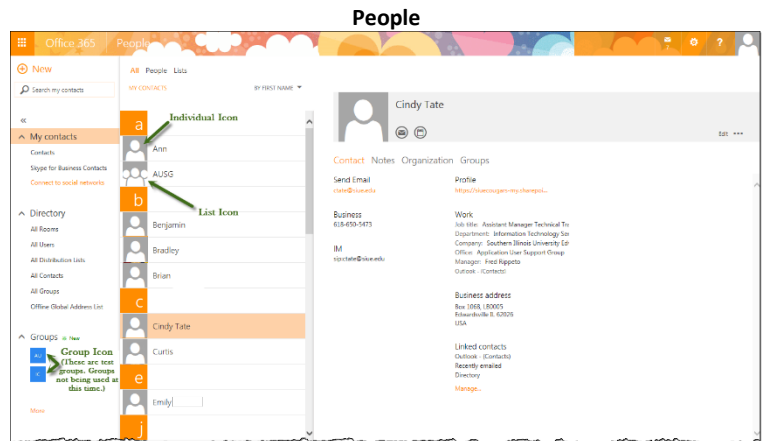 People
Office 365 People
?
New
Search my contacts
«
My contacts
Contacts
Skype for Business Contacts
Connect to social networks
Directory
All Rooms
All Users
All Distribution Lists
All Contacts
All Groups
Offline Global Address List
Groups New
AU
C
Group Icon
(These are test
groups. Groups
not being used at
this time.)
More
All People Lists
MY CONTACTS BY FIRST NAME
a
Individual Icon
Ann
AUSG
List Icon
b
Benjamin
Bradley
Brian
c
Cindy Tate
Curtis
e
Emily
j
Cindy Tate
Edit •••
Contact Notes Organization Groups
Send Email
ctate@siue.edu
Business
618-650-5473
IM
sip:ctate@siue.edu
Profile
https://siuecougars-my.sharepoi...
Work
Job title: Assistant Manager Technical Tra
Department: Information Technology Ser
Company: Southern Illinois University Ed
Office: Application User Support Group
Manager: Fred Rippeto
Outlook - (Contacts)
Business address
Box 1068, LB0005
Edwardsville IL 62026
USA
Linked contacts
Outlook - (Contacts)
Recently emailed
Directory
Manage...